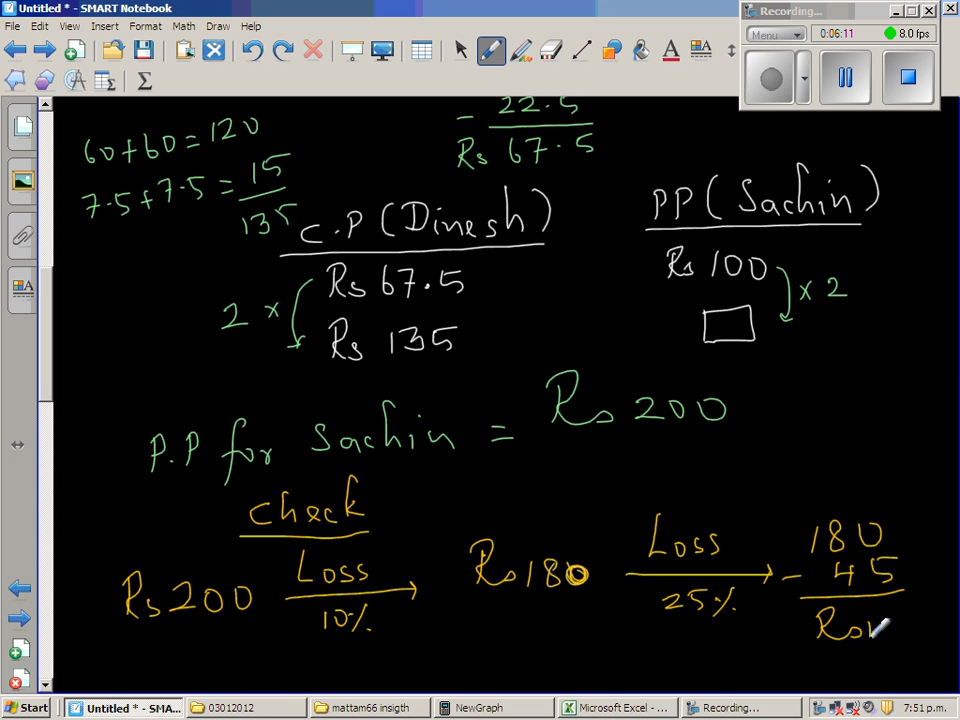 Untitled * - SMART Notebook
File Edit View Insert Format Math Draw Help
Recording...
Menu 0:06:11 8.0 fps
60+60=120
7.5+7.5=15
135
- 22.5
Rs 67.5
C.P (Dinesh)
PP (Sachin)
Rs 67.5
Rs 100
2 ×
× 2
Rs 135
P.P for Sachin = Rs 200
check
Rs 200 Loss 10% Rs 180 Loss 25% 180
- 45
Rs
Start Untitled * - SMA... 03012012 mattam66 insigth NewGraph Microsoft Excel - ... Recording... 7:51 p.m.